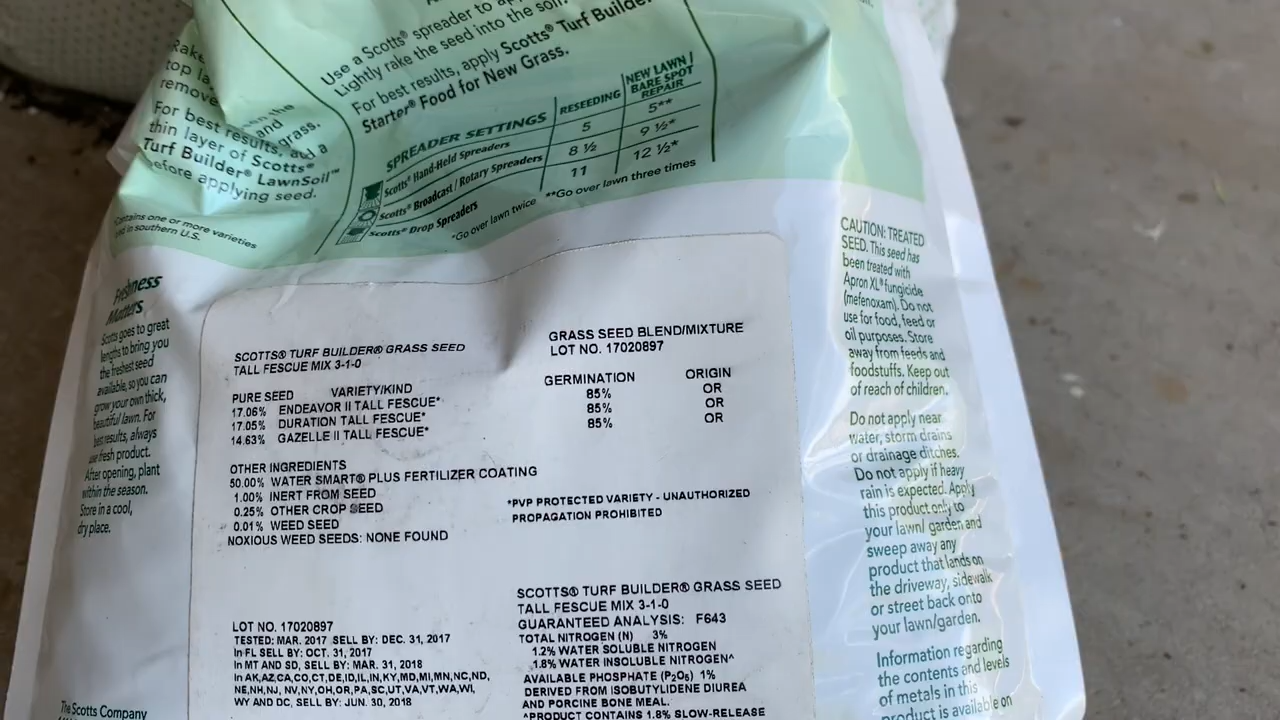 Rake
top la
remove
the
and
grass.
For best results, add a
thin layer of Scotts®
Turf Builder® LawnSoil™
before applying seed.
Contains one or more varieties
in southern U.S.
Use a Scotts® spreader to
Lightly rake the seed into the soil.
For best results, apply Scotts® Turf Builder
Starter® Food for New Grass.
SPREADER SETTINGS RESEEDING NEW LAWN / BARE SPOT REPAIR
Scotts® Hand-Held Spreaders 5 5**
Scotts® Broadcast / Rotary Spreaders 8 ½ 9 ½*
Scotts® Drop Spreaders 11 12 ½*
*Go over lawn twice **Go over lawn three times
Freshness
Matters
Scotts goes to great
lengths to bring you
the freshest seed
available, so you can
grow your own thick,
beautiful lawn. For
best results, always
use fresh product.
After opening, plant
within the season.
Store in a cool,
dry place.
The Scotts Company
SCOTTS® TURF BUILDER® GRASS SEED
TALL FESCUE MIX 3-1-0
GRASS SEED BLEND/MIXTURE
LOT NO. 17020897
PURE SEED VARIETY/KIND GERMINATION ORIGIN
17.06% ENDEAVOR II TALL FESCUE* 85% OR
17.05% DURATION TALL FESCUE* 85% OR
14.63% GAZELLE II TALL FESCUE* 85% OR
OTHER INGREDIENTS
50.00% WATER SMART® PLUS FERTILIZER COATING
1.00% INERT FROM SEED
0.25% OTHER CROP SEED
0.01% WEED SEED
NOXIOUS WEED SEEDS: NONE FOUND
*PVP PROTECTED VARIETY - UNAUTHORIZED
PROPAGATION PROHIBITED
LOT NO. 17020897
TESTED: MAR. 2017 SELL BY: DEC. 31, 2017
In FL SELL BY: OCT. 31, 2017
In MT AND SD, SELL BY: MAR. 31, 2018
In AK,AZ,CA,CO,CT,DE,ID,IL,IN,KY,MD,MI,MN,NC,ND,
NE,NH,NJ, NV,NY,OH,OR,PA,SC,UT,VA,VT,WA,WI,
WY AND DC, SELL BY: JUN. 30, 2018
SCOTTS® TURF BUILDER® GRASS SEED
TALL FESCUE MIX 3-1-0
GUARANTEED ANALYSIS: F643
TOTAL NITROGEN (N) 3%
1.2% WATER SOLUBLE NITROGEN
1.8% WATER INSOLUBLE NITROGEN^
AVAILABLE PHOSPHATE (P₂O₅) 1%
DERIVED FROM ISOBUTYLIDENE DIUREA
AND PORCINE BONE MEAL.
^PRODUCT CONTAINS 1.8% SLOW-RELEASE
CAUTION: TREATED
SEED. This seed has
been treated with
Apron XL® fungicide
(mefenoxam). Do not
use for food, feed or
oil purposes. Store
away from feeds and
foodstuffs. Keep out
of reach of children.
Do not apply near
water, storm drains
or drainage ditches.
Do not apply if heavy
rain is expected. Apply
this product only to
your lawn/ garden and
sweep away any
product that lands on
the driveway, sidewalk
or street back onto
your lawn/garden.
Information regarding
the contents and levels
of metals in this
product is available on